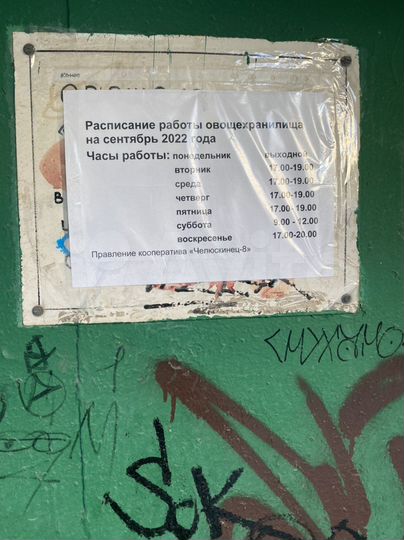 Расписание работы овощехранилища
на сентябрь 2022 года
Часы работы: понедельник выходной
вторник 17.00-19.00
среда 17.00-19.00
четверг 17.00-19.00
пятница 17.00-19.00
суббота 9.00 - 12.00
воскресенье 17.00-20.00
Правление кооператива «Челюскинец-8»
Sok